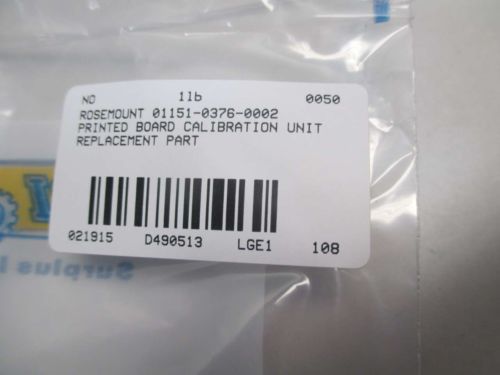 NO 1lb 0050
ROSEMOUNT 01151-0376-0002
PRINTED BOARD CALIBRATION UNIT
REPLACEMENT PART
021915 D490513 LGE1 108
Surplus